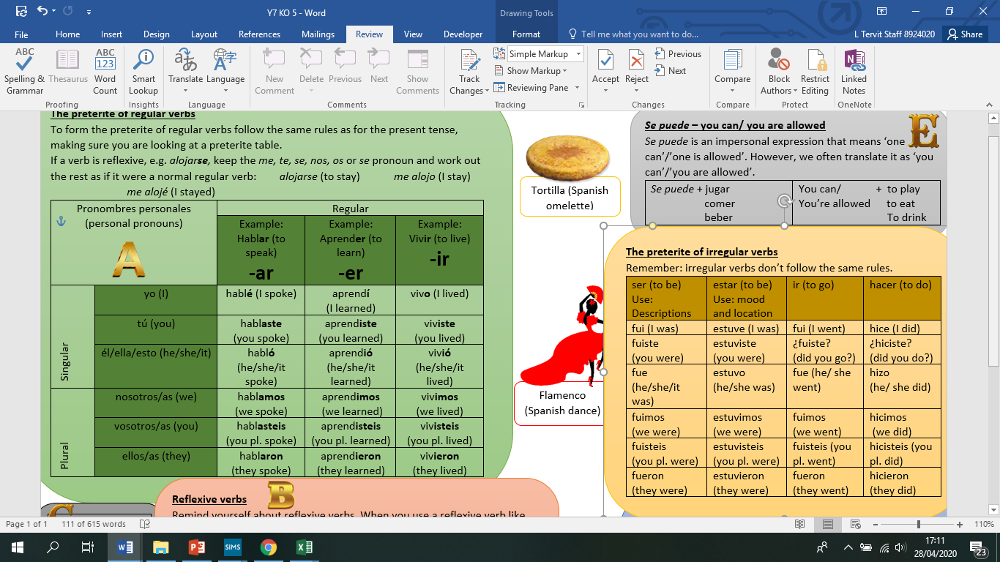 Y7 KO 5 - Word
Drawing Tools
File Home Insert Design Layout References Mailings Review View Developer Format Tell me what you want to do... L Tervit Staff 8924020 Share
ABC
Spelling & Grammar
Thesaurus
ABC
123
Word Count
Proofing
Smart Lookup
Insights
Translate
Language
Language
New Comment
Delete
Previous
Next
Show Comments
Comments
Track Changes
Simple Markup
Show Markup
Reviewing Pane
Tracking
Accept
Reject
Previous
Next
Changes
Compare
Compare
Block Authors
Restrict Editing
Protect
Linked Notes
OneNote
The preterite of regular verbs
To form the preterite of regular verbs follow the same rules as for the present tense,
making sure you are looking at a preterite table.
If a verb is reflexive, e.g. alojarse, keep the me, te, se, nos, os or se pronoun and work out
the rest as if it were a normal regular verb: alojarse (to stay) me alojo (I stay)
me alojé (I stayed)
Pronombres personales
(personal pronouns)
A
Regular
Example:
Hablar (to
speak)
-ar
Example:
Aprender (to
learn)
-er
Example:
Vivir (to live)
-ir
Singular
yo (I)
hablé (I spoke)
aprendí
(I learned)
vivo (I lived)
tú (you)
hablaste
(you spoke)
aprendiste
(you learned)
viviste
(you lived)
él/ella/esto (he/she/it)
habló
(he/she/it
spoke)
aprendió
(he/she/it
learned)
vivió
(he/she/it
lived)
Plural
nosotros/as (we)
hablamos
(we spoke)
aprendimos
(we learned)
vivimos
(we lived)
vosotros/as (you)
hablasteis
(you pl. spoke)
aprendisteis
(you pl. learned)
vivisteis
(you pl. lived)
ellos/as (they)
hablaron
(they spoke)
aprendieron
(they learned)
vivieron
(they lived)
Reflexive verbs
B
Remind yourself about reflexive verbs. When you use a reflexive verb like
Tortilla (Spanish
omelette)
Flamenco
(Spanish dance)
Se puede – you can/ you are allowed
E
Se puede is an impersonal expression that means ‘one
can’/’one is allowed’. However, we often translate it as ‘you
can’/’you are allowed’.
Se puede + jugar
comer
beber
You can/ + to play
You’re allowed to eat
To drink
The preterite of irregular verbs
Remember: irregular verbs don’t follow the same rules.
ser (to be)
Use:
Descriptions
estar (to be)
Use: mood
and location
ir (to go)
hacer (to do)
fui (I was)
estuve (I was)
fui (I went)
hice (I did)
fuiste
(you were)
estuviste
(you were)
¿fuiste?
(did you go?)
¿hiciste?
(did you do?)
fue
(he/she/it
was)
estuvo
(he/she was)
fue (he/ she
went)
hizo
(he/ she did)
fuimos
(we were)
estuvimos
(we were)
fuimos
(we went)
hicimos
(we did)
fuisteis
(you pl. were)
estuvisteis
(you pl. were)
fuisteis (you
pl. went)
hicisteis (you
pl. did)
fueron
(they were)
estuvieron
(they were)
fueron
(they went)
hicieron
(they did)
Page 1 of 1 111 of 615 words
110%
SIMS
17:11
28/04/2020
23